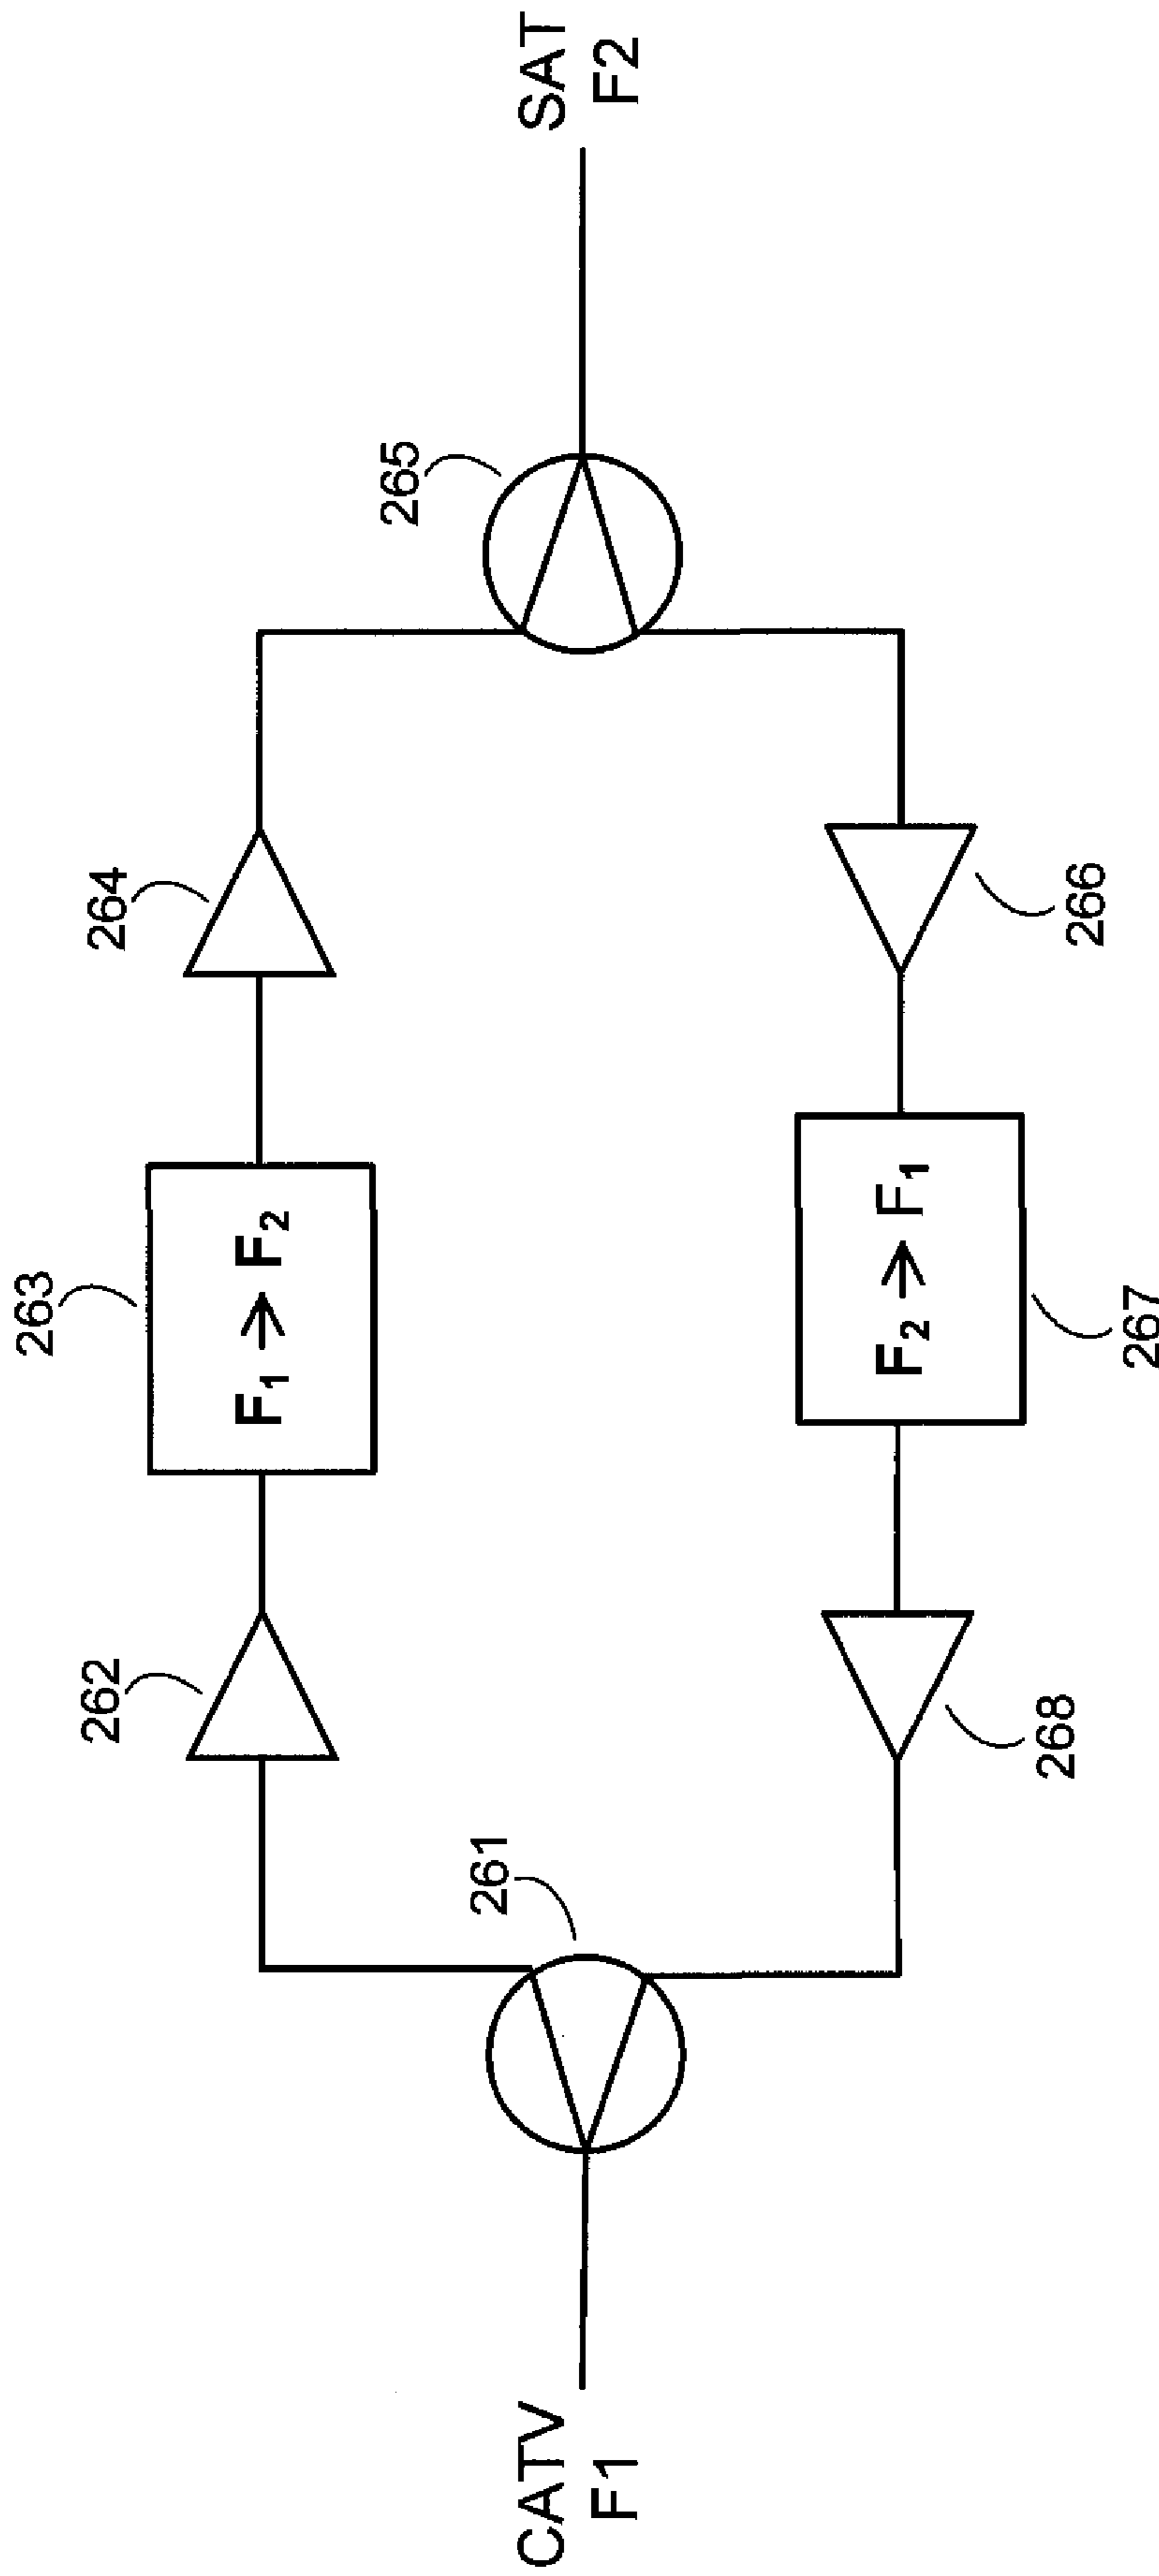 263
F₁ → F₂
262
264
261
265
CATV
F1
SAT
F2
F₂ → F₁
268
266
267